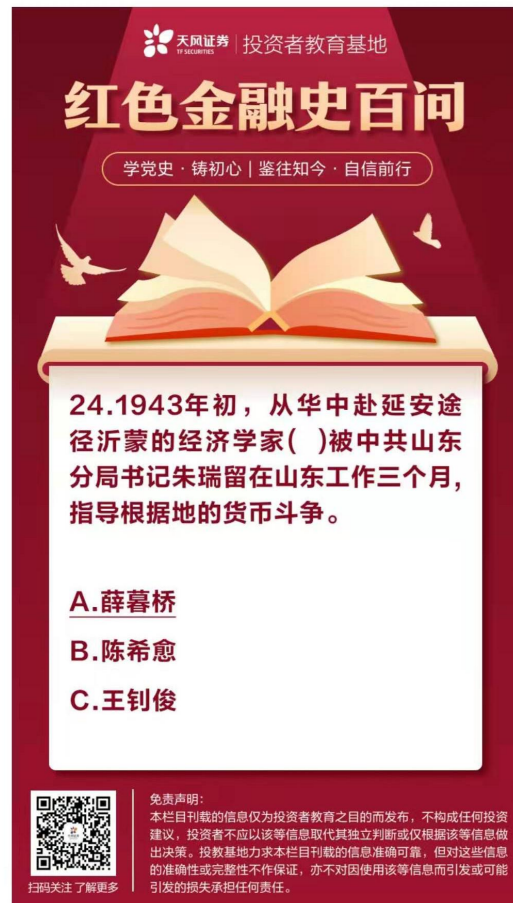 天风证券 投资者教育基地
TF SECURITIES
红色金融史百问
学党史·铸初心|鉴往知今·自信前行
24.1943年初，从华中赴延安途
径沂蒙的经济学家( )被中共山东
分局书记朱瑞留在山东工作三个月,
指导根据地的货币斗争。
A.薛暮桥
B.陈希愈
C.王钊俊
免责声明：
本栏目刊载的信息仅为投资者教育之目的而发布，不构成任何投资
建议，投资者不应以该等信息取代其独立判断或仅根据该等信息做
出决策。投教基地力求本栏目刊载的信息准确可靠，但对这些信息
的准确性或完整性不作保证，亦不对因使用该等信息而引发或可能
引发的损失承担任何责任。
扫码关注 了解更多